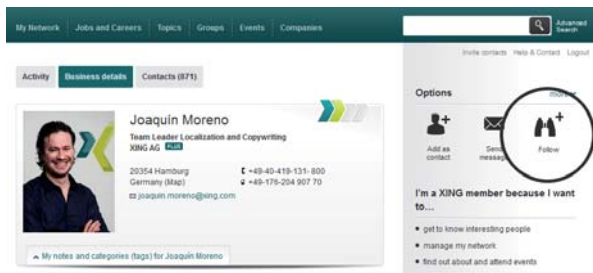 My Network
Jobs and Careers
Topics
Groups
Events
Companies
Advanced
Search
Invite contacts
Help & Contact
Logout
Activity
Business details
Contacts (871)
Joaquín Moreno
Team Leader Localization and Copywriting
XING AG PLUS
20354 Hamburg
Germany (Map)
+49-40-419-131-800
+49-176-204 907 70
joaquin.moreno@xing.com
My notes and categories (tags) for Joaquín Moreno
Options
Add as
contact
Send
message
Follow
I'm a XING member because I want
to…
get to know interesting people
manage my network
find out about and attend events